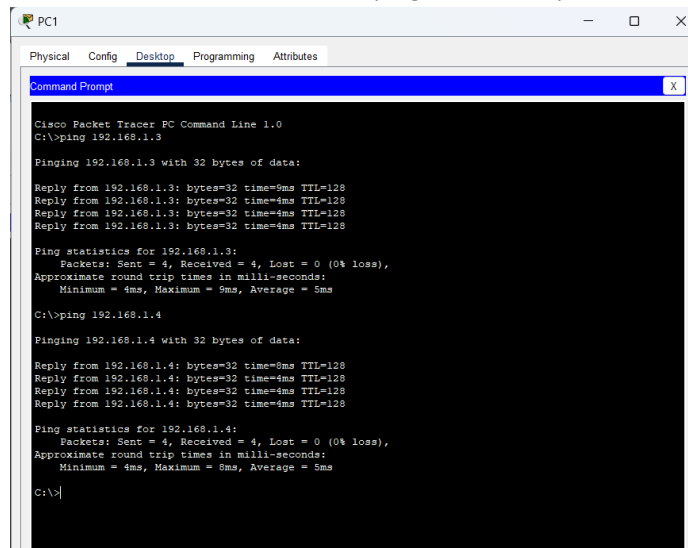 PC1
Physical Config Desktop Programming Attributes
Command Prompt
X
Cisco Packet Tracer PC Command Line 1.0
C:\>ping 192.168.1.3
Pinging 192.168.1.3 with 32 bytes of data:
Reply from 192.168.1.3: bytes=32 time=9ms TTL=128
Reply from 192.168.1.3: bytes=32 time=4ms TTL=128
Reply from 192.168.1.3: bytes=32 time=4ms TTL=128
Reply from 192.168.1.3: bytes=32 time=4ms TTL=128
Ping statistics for 192.168.1.3:
Packets: Sent = 4, Received = 4, Lost = 0 (0% loss),
Approximate round trip times in milli-seconds:
Minimum = 4ms, Maximum = 9ms, Average = 5ms
C:\>ping 192.168.1.4
Pinging 192.168.1.4 with 32 bytes of data:
Reply from 192.168.1.4: bytes=32 time=8ms TTL=128
Reply from 192.168.1.4: bytes=32 time=4ms TTL=128
Reply from 192.168.1.4: bytes=32 time=4ms TTL=128
Reply from 192.168.1.4: bytes=32 time=4ms TTL=128
Ping statistics for 192.168.1.4:
Packets: Sent = 4, Received = 4, Lost = 0 (0% loss),
Approximate round trip times in milli-seconds:
Minimum = 4ms, Maximum = 8ms, Average = 5ms
C:\>